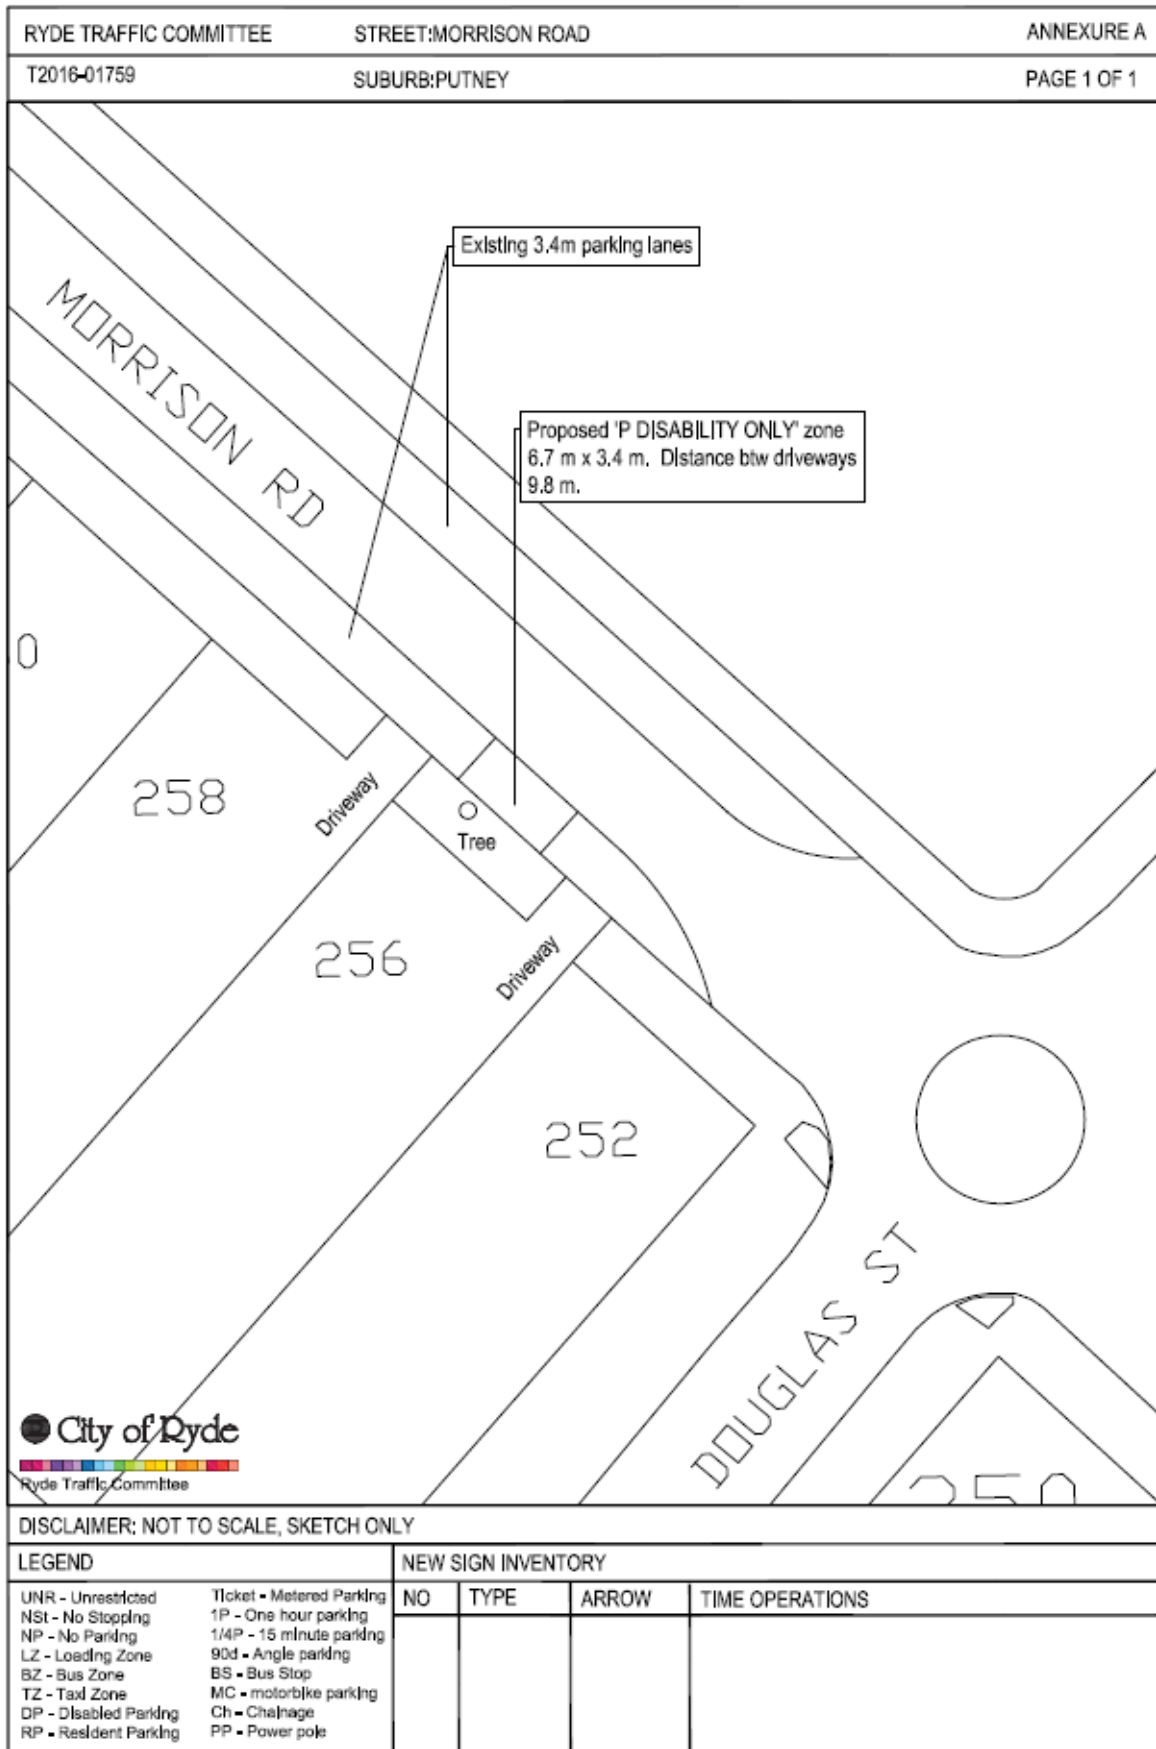 RYDE TRAFFIC COMMITTEE STREET:MORRISON ROAD ANNEXURE A
T2016-01759 SUBURB:PUTNEY PAGE 1 OF 1
Existing 3.4m parking lanes
MORRISON RD
Proposed 'P DISABILITY ONLY' zone
6.7 m x 3.4 m. Distance btw driveways
9.8 m.
0
258
Driveway
Tree
256
Driveway
252
DOUGLAS ST
250
City of Ryde
Ryde Traffic Committee
DISCLAIMER: NOT TO SCALE, SKETCH ONLY
LEGEND
UNR - Unrestricted
NSt - No Stopping
NP - No Parking
LZ - Loading Zone
BZ - Bus Zone
TZ - Taxi Zone
DP - Disabled Parking
RP - Resident Parking
Ticket - Metered Parking
1P - One hour parking
1/4P - 15 minute parking
90d - Angle parking
BS - Bus Stop
MC - motorbike parking
Ch - Chainage
PP - Power pole
NEW SIGN INVENTORY
NO TYPE ARROW TIME OPERATIONS